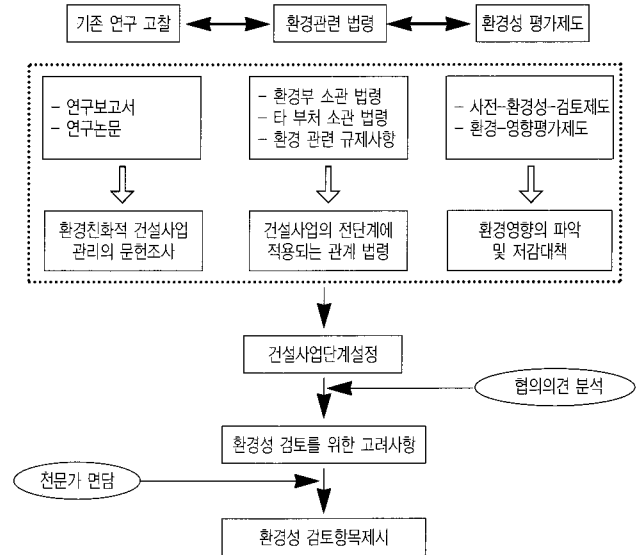 기존 연구 고찰
환경관련 법령
환경성 평가제도
- 연구보고서
- 연구논문
- 환경부 소관 법령
- 타 부처 소관 법령
- 환경 관련 규제사항
- 사전-환경성-검토제도
- 환경-영향평가제도
환경친화적 건설사업
관리의 문헌조사
건설사업의 전단계에
적용되는 관계 법령
환경영향의 파악
및 저감대책
건설사업단계설정
협의의견 분석
환경성 검토를 위한 고려사항
전문가 면담
환경성 검토항목제시